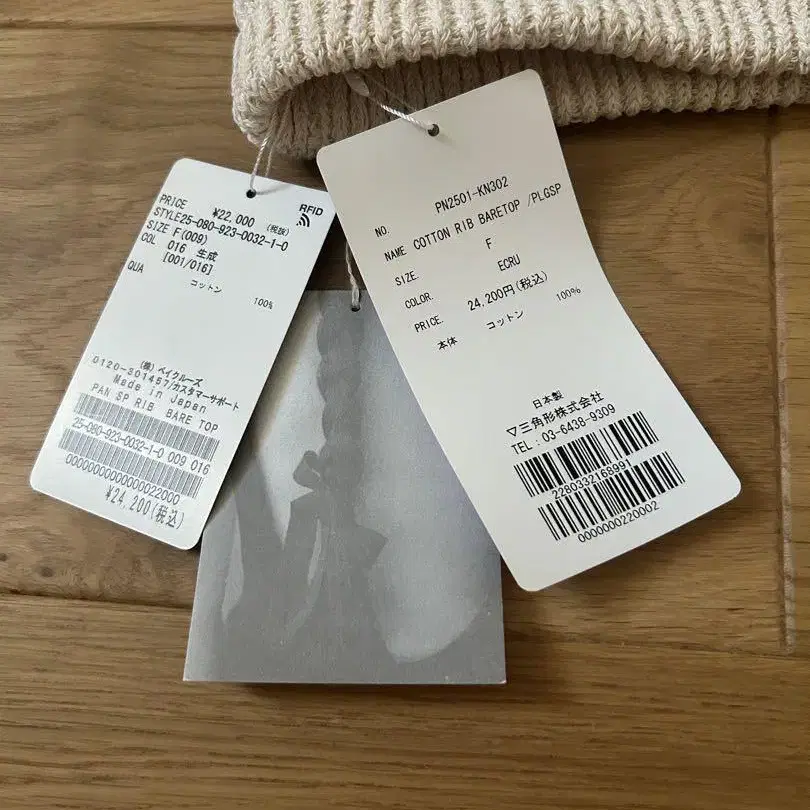 PRICE ¥22,000 (税抜)
RFID
STYLE25-080-923-0032-1-0
SIZE F(009)
COL 016 生成
[001/016]
QUA コットン 100%
(株)ベイクルーズ
0120-301457/カスタマーサポート
Made in Japan
PAN SP RIB BARE TOP
25-080-923-0032-1-0 009 016
0000000000000022000
¥24,200(税込)
NO. PN2501-KN302
NAME COTTON RIB BARETOP /PLGSP
SIZE. F
COLOR. ECRU
PRICE. 24,200円(税込)
本体 コットン 100%
日本製
▽三角形株式会社
TEL:03-6438-9309
2280332168991
0000000220002